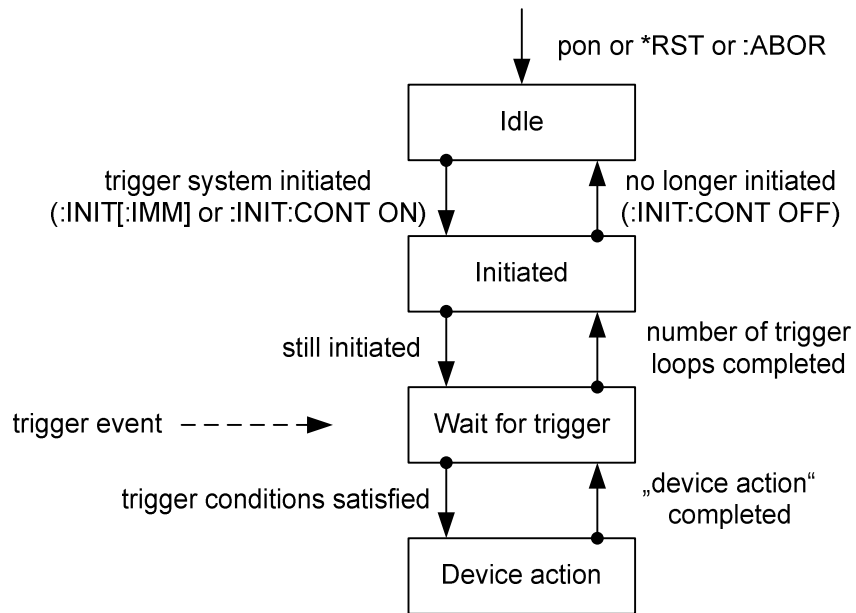 pon or *RST or :ABOR
Idle
trigger system initiated
(:INIT[:IMM] or :INIT:CONT ON)
no longer initiated
(:INIT:CONT OFF)
Initiated
still initiated
number of trigger
loops completed
trigger event
Wait for trigger
trigger conditions satisfied
„device action“
completed
Device action